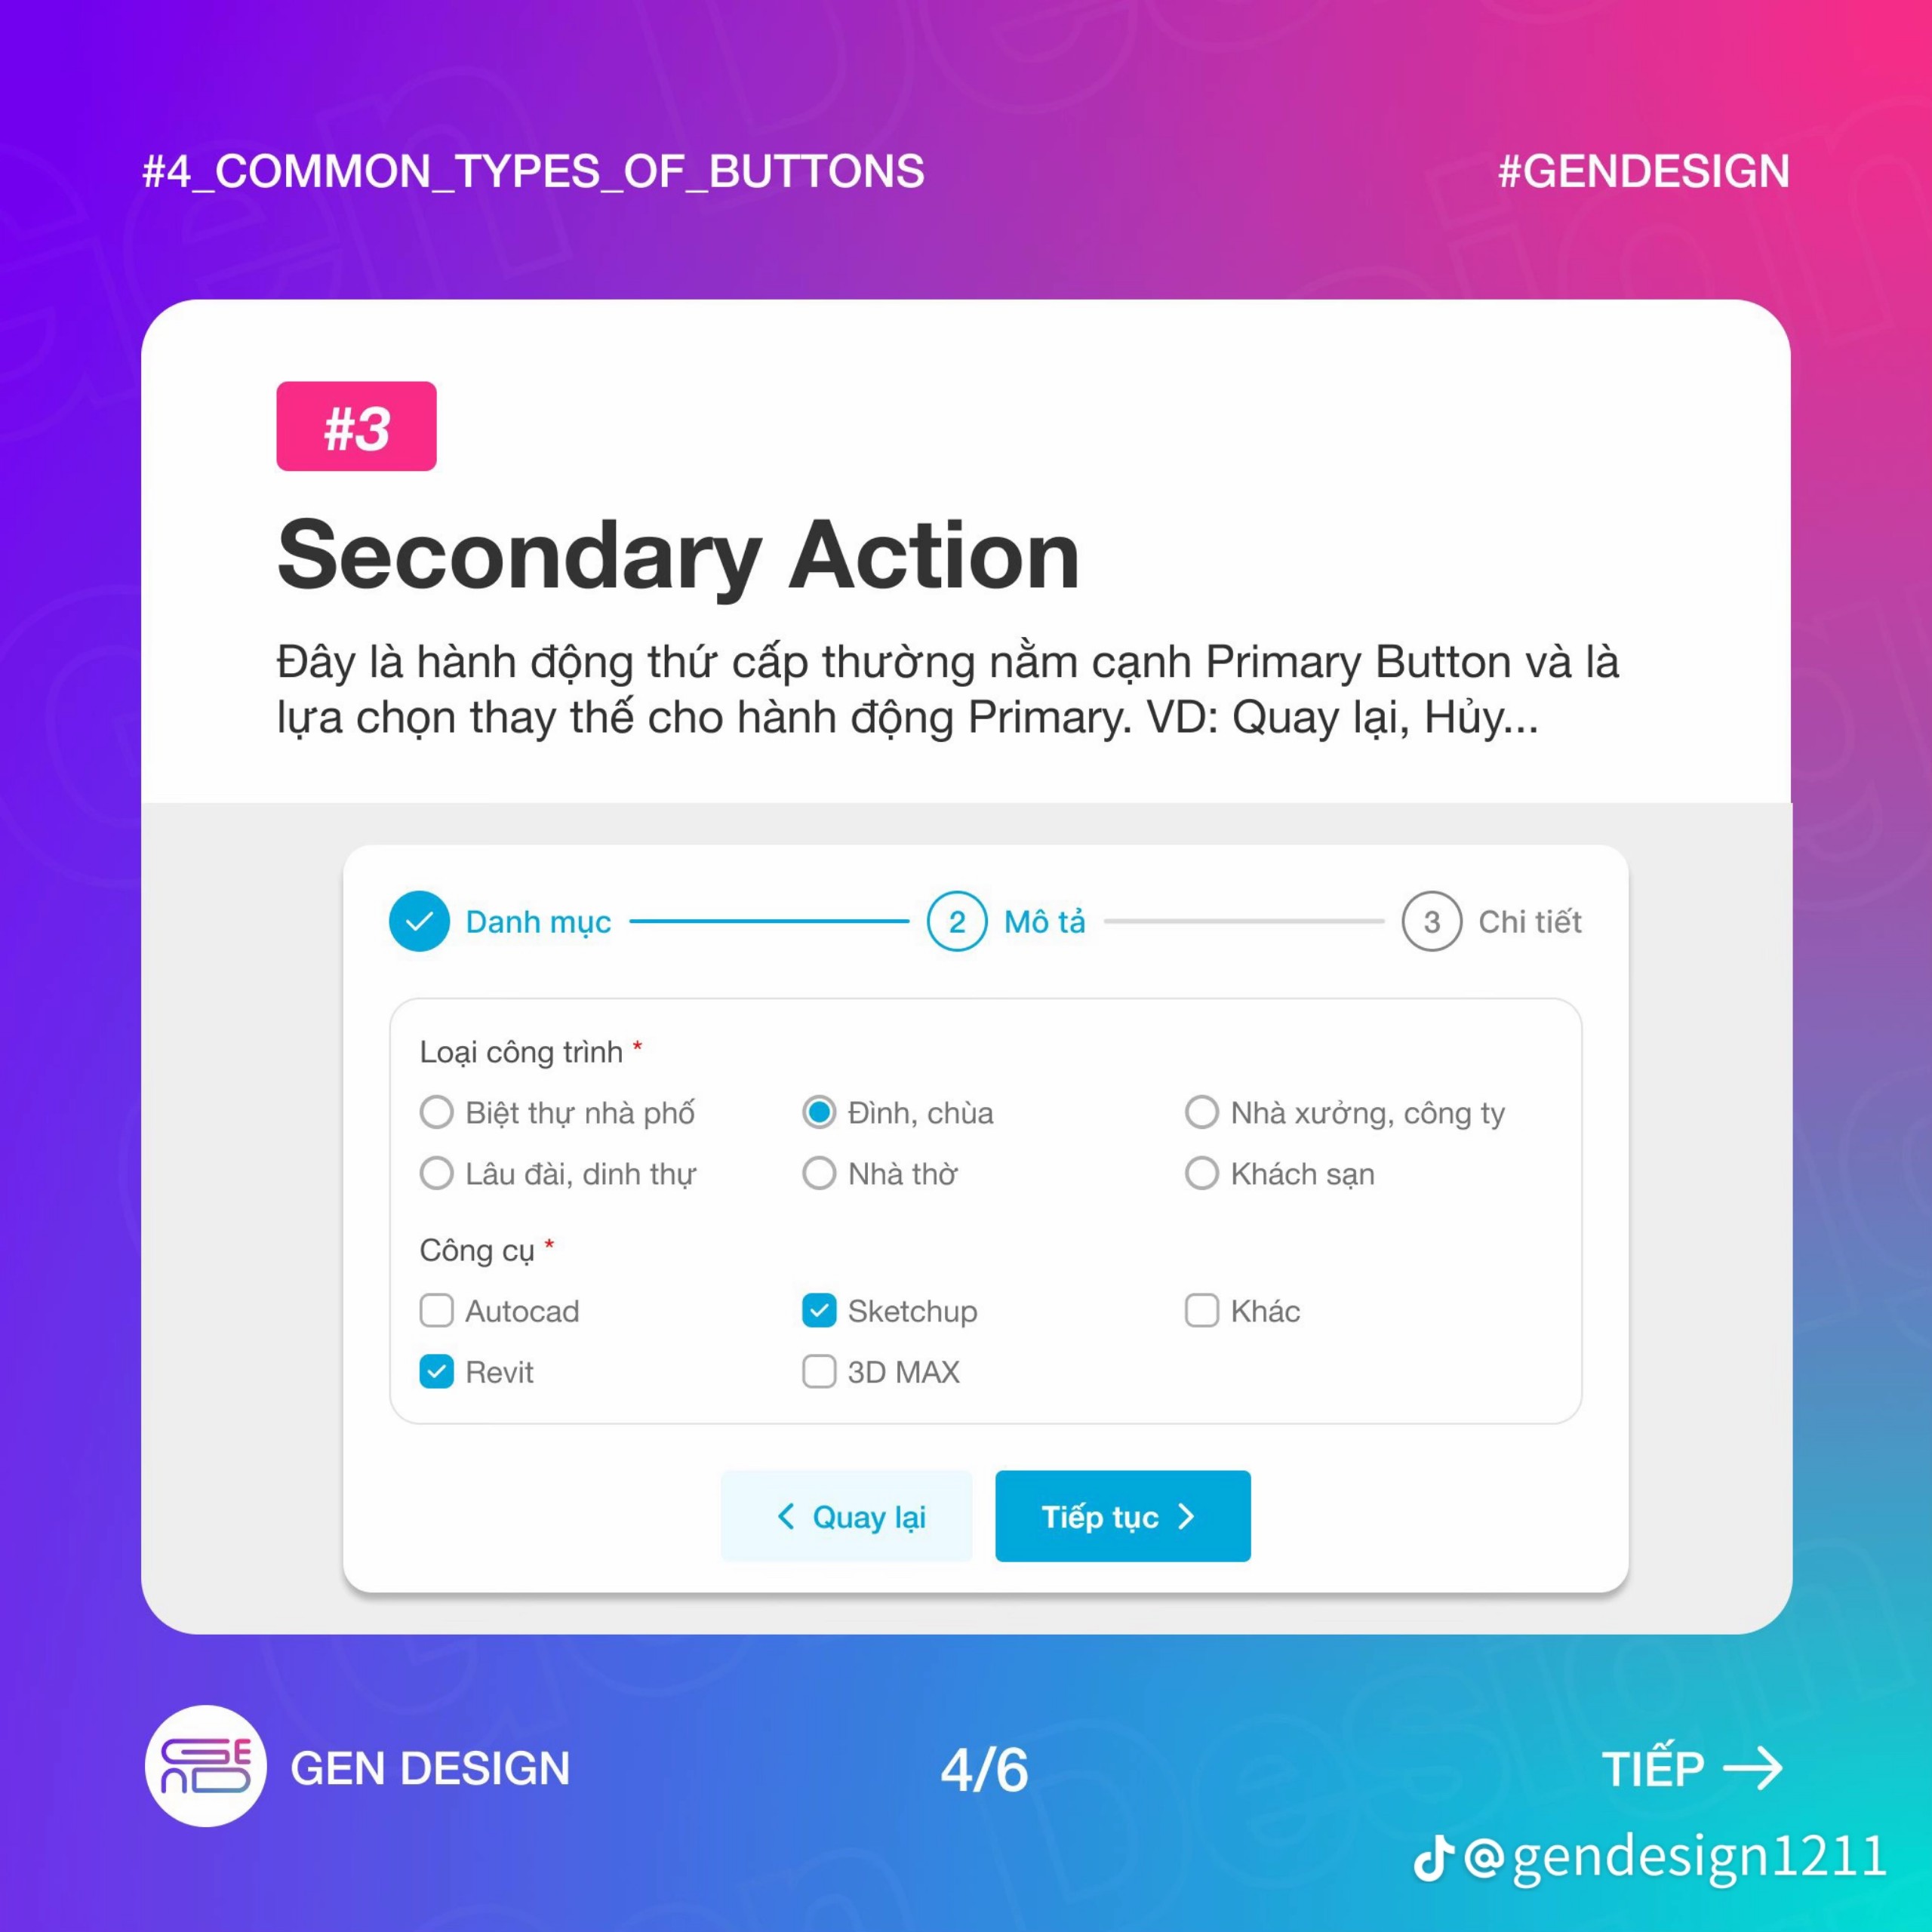 #4_COMMON_TYPES_OF_BUTTONS
#GENDESIGN
#3
Secondary Action
Đây là hành động thứ cấp thường nằm cạnh Primary Button và là
lựa chọn thay thế cho hành động Primary. VD: Quay lại, Hủy...
Danh mục
2 Mô tả
3 Chi tiết
Loại công trình *
Biệt thự nhà phố
Đình, chùa
Nhà xưởng, công ty
Lâu đài, dinh thự
Nhà thờ
Khách sạn
Công cụ *
Autocad
Sketchup
Khác
Revit
3D MAX
Quay lại
Tiếp tục
GEN DESIGN
4/6
TIẾP
@gendesign1211